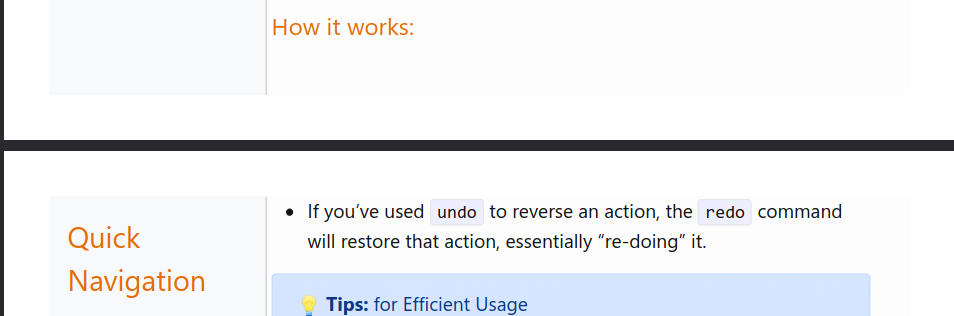 How it works:
• If you’ve used undo to reverse an action, the redo command
will restore that action, essentially “re-doing” it.
Quick
Navigation
💡 Tips: for Efficient Usage